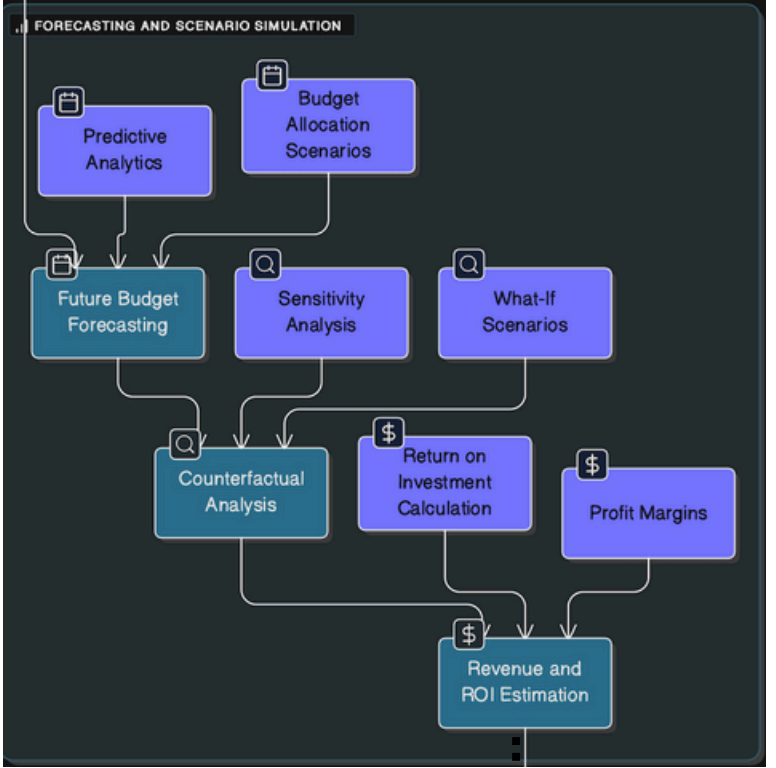 FORECASTING AND SCENARIO SIMULATION
Budget
Allocation
Scenarios
Predictive
Analytics
Future Budget
Forecasting
Sensitivity
Analysis
What-If
Scenarios
Counterfactual
Analysis
Return on
Investment
Calculation
Profit Margins
Revenue and
ROI Estimation